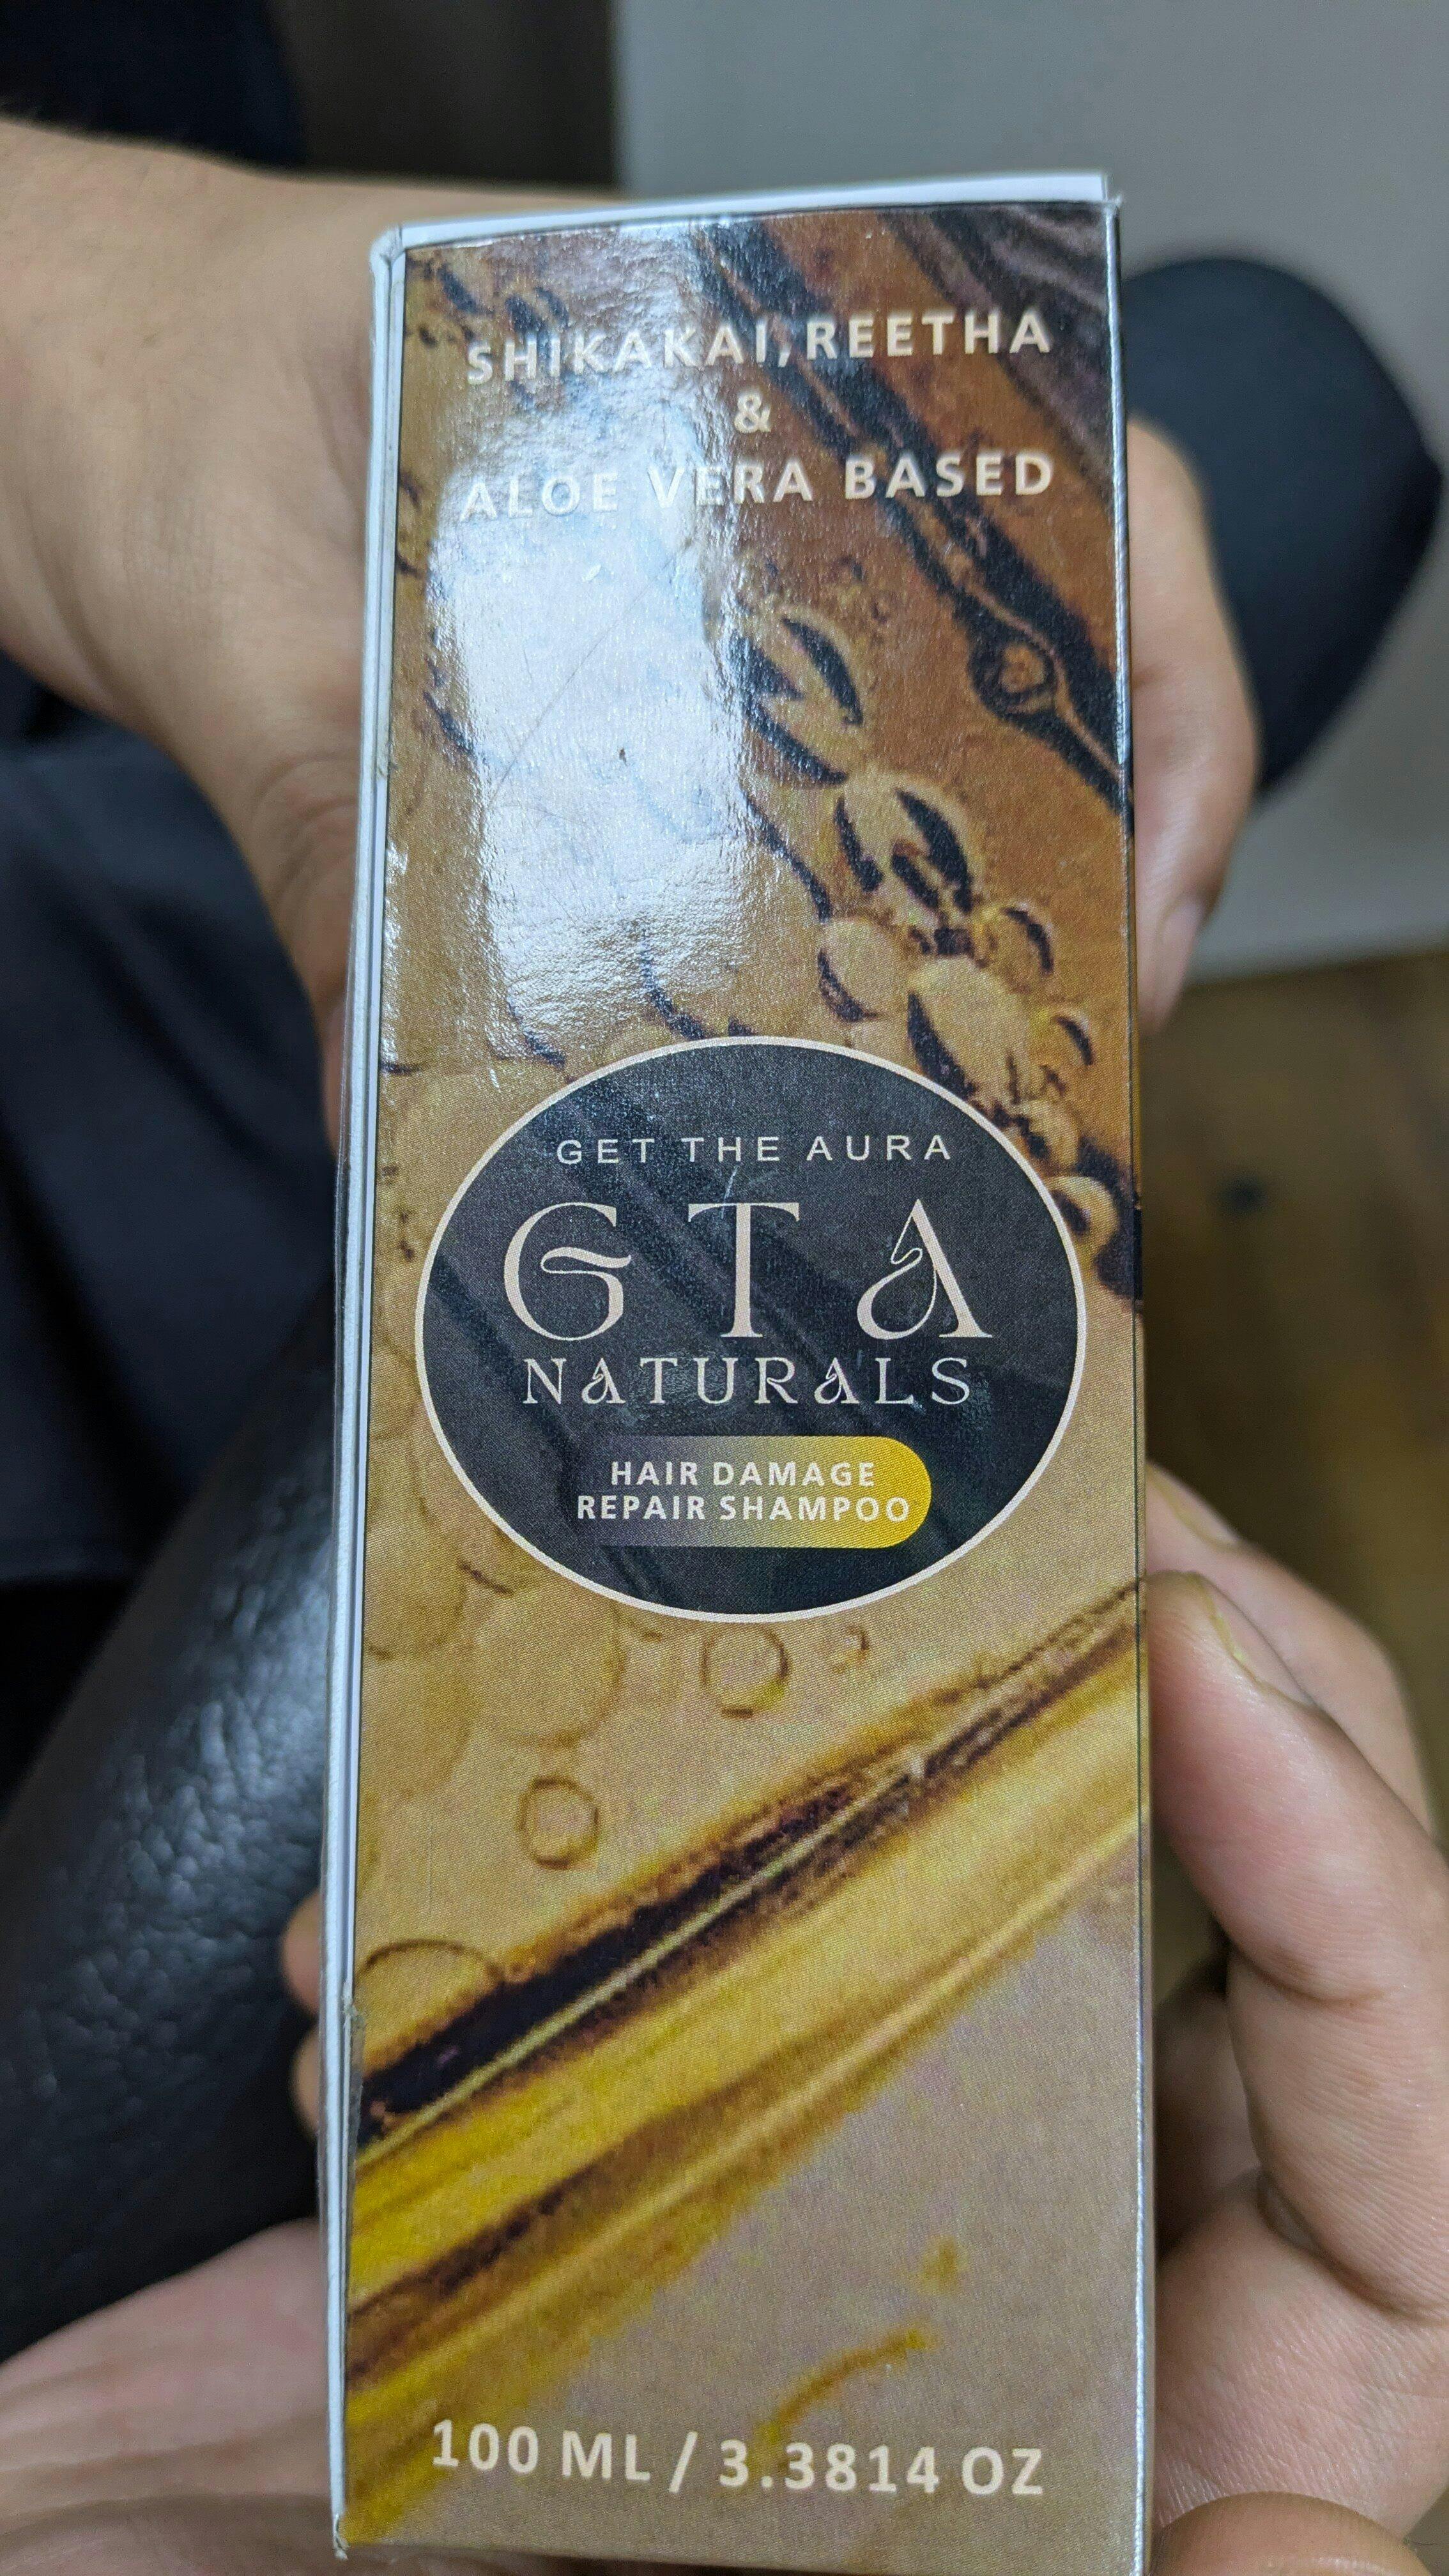 SHIKAKAI, REETHA
&
ALOE VERA BASED
GET THE AURA
GTA
NATURALS
HAIR DAMAGE
REPAIR SHAMPOO
100 ML / 3.3814 OZ